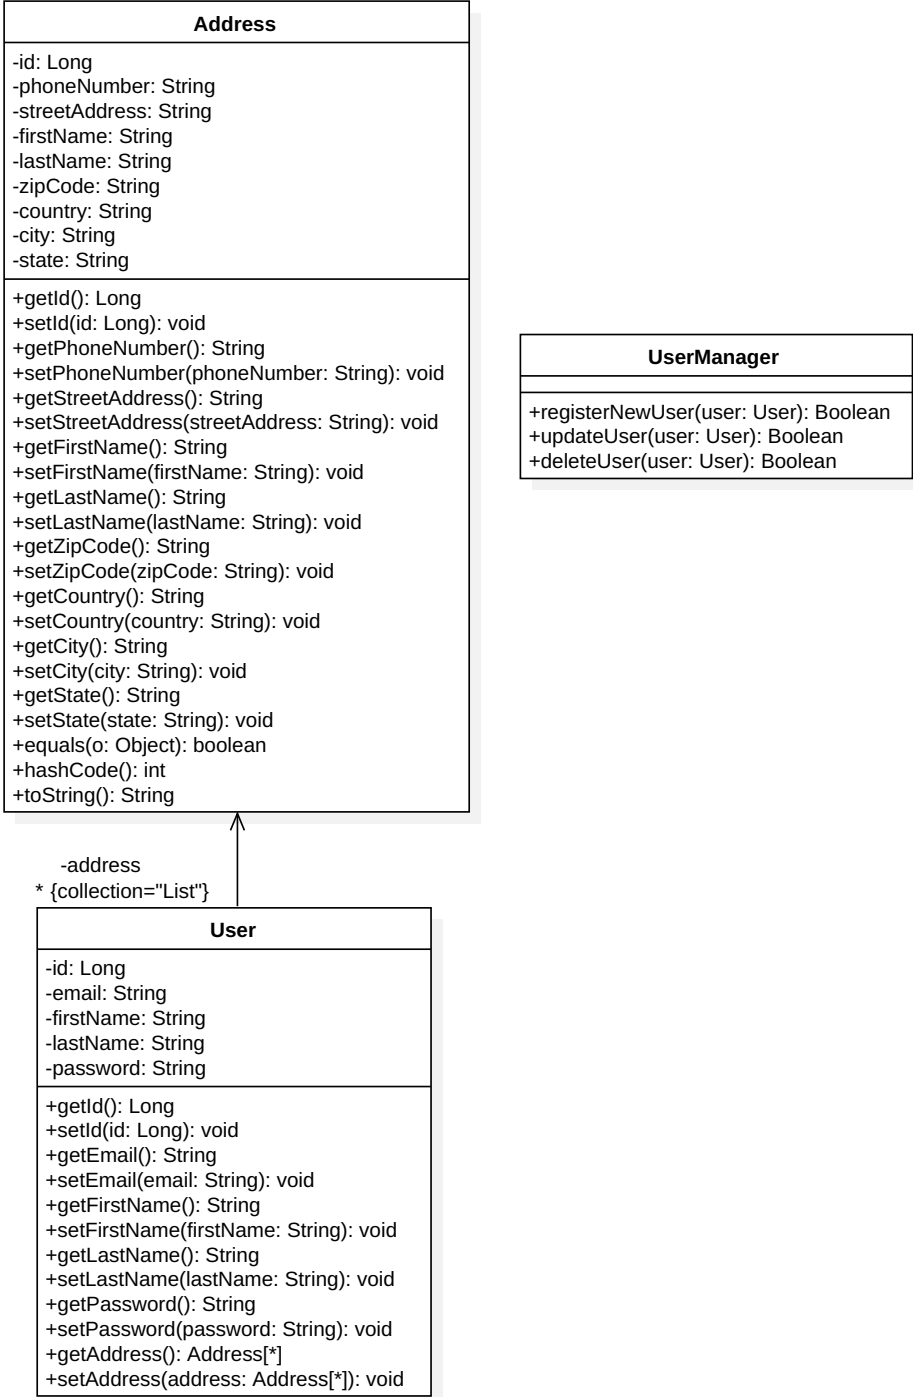 Address
-id: Long
-phoneNumber: String
-streetAddress: String
-firstName: String
-lastName: String
-zipCode: String
-country: String
-city: String
-state: String
+getId(): Long
+setId(id: Long): void
+getPhoneNumber(): String
+setPhoneNumber(phoneNumber: String): void
+getStreetAddress(): String
+setStreetAddress(streetAddress: String): void
+getFirstName(): String
+setFirstName(firstName: String): void
+getLastName(): String
+setLastName(lastName: String): void
+getZipCode(): String
+setZipCode(zipCode: String): void
+getCountry(): String
+setCountry(country: String): void
+getCity(): String
+setCity(city: String): void
+getState(): String
+setState(state: String): void
+equals(o: Object): boolean
+hashCode(): int
+toString(): String
UserManager
+registerNewUser(user: User): Boolean
+updateUser(user: User): Boolean
+deleteUser(user: User): Boolean
-address
* {collection="List"}
User
-id: Long
-email: String
-firstName: String
-lastName: String
-password: String
+getId(): Long
+setId(id: Long): void
+getEmail(): String
+setEmail(email: String): void
+getFirstName(): String
+setFirstName(firstName: String): void
+getLastName(): String
+setLastName(lastName: String): void
+getPassword(): String
+setPassword(password: String): void
+getAddress(): Address[*]
+setAddress(address: Address[*]): void